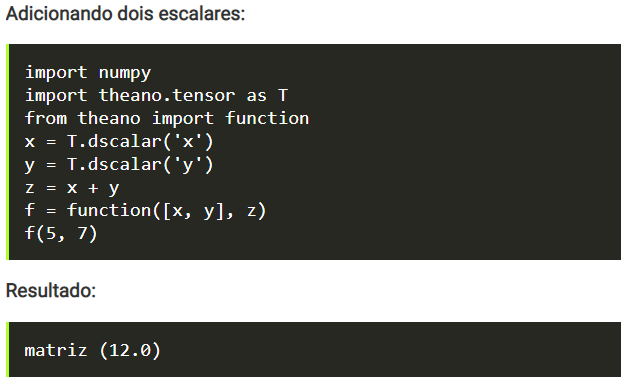 Adicionando dois escalares:
import numpy
import theano.tensor as T
from theano import function
x = T.dscalar('x')
y = T.dscalar('y')
z = x + y
f = function([x, y], z)
f(5, 7)
Resultado:
matriz (12.0)